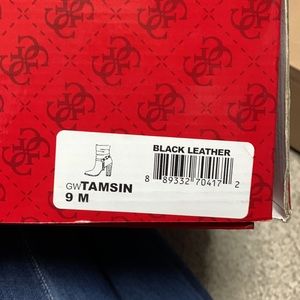 BLACK LEATHER
8 89332 70417 2
GWTAMSIN
9 M